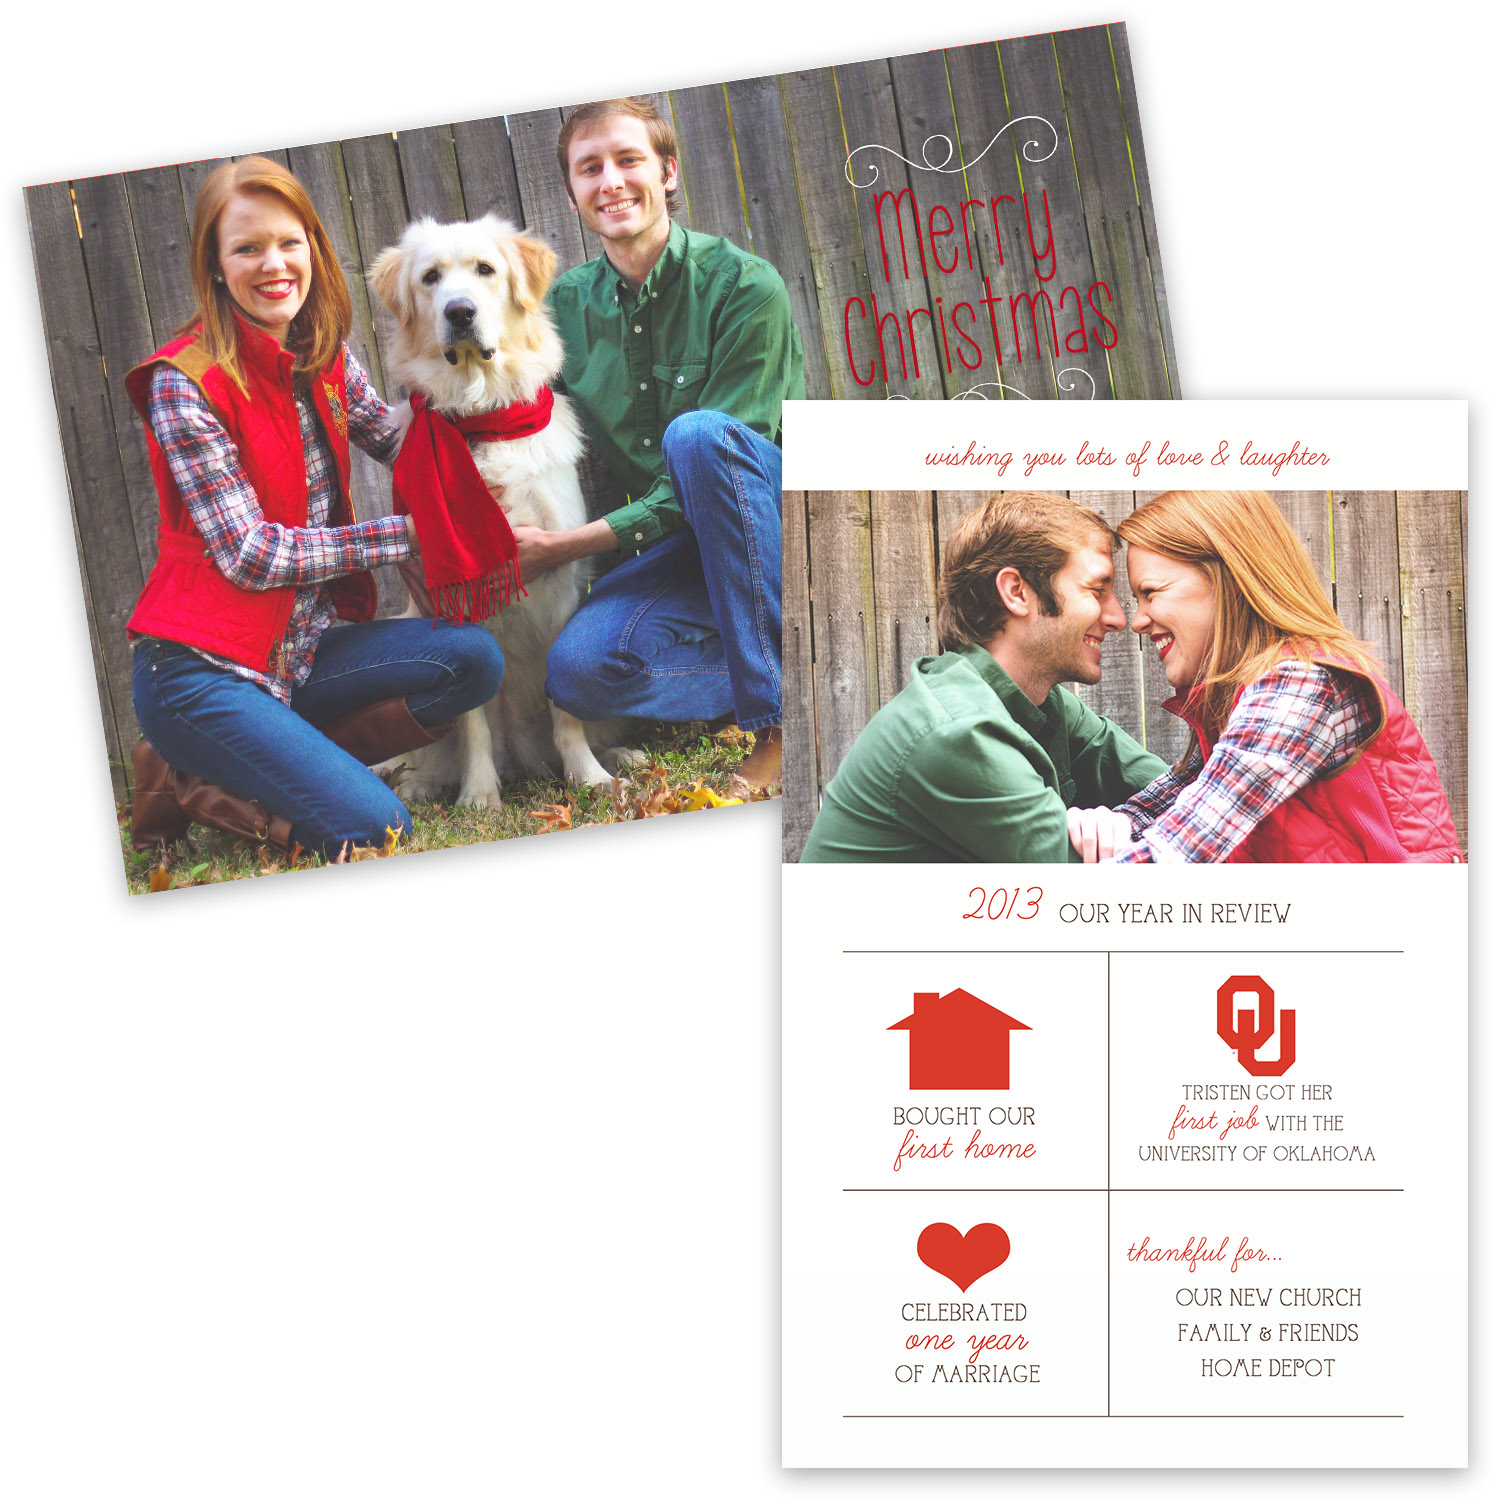 Merry
Christmas
wishing you lots of love & laughter
2013 OUR YEAR IN REVIEW
BOUGHT OUR
first home
OU
TRISTEN GOT HER
first job WITH THE
UNIVERSITY OF OKLAHOMA
CELEBRATED
one year
OF MARRIAGE
thankful for...
OUR NEW CHURCH
FAMILY & FRIENDS
HOME DEPOT